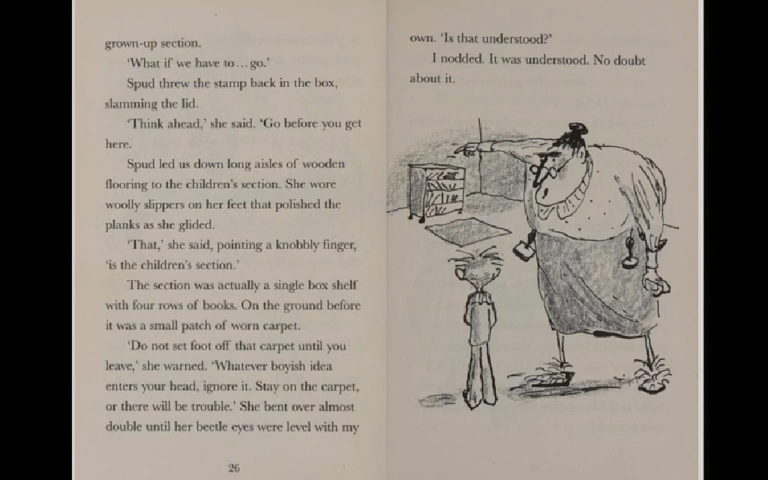 grown-up section.
‘What if we have to . . . go.’
Spud threw the stamp back in the box,
slamming the lid.
‘Think ahead,’ she said. ‘Go before you get
here.
Spud led us down long aisles of wooden
flooring to the children’s section. She wore
woolly slippers on her feet that polished the
planks as she glided.
‘That,’ she said, pointing a knobbly finger,
‘is the children’s section.’
The section was actually a single box shelf
with four rows of books. On the ground before
it was a small patch of worn carpet.
‘Do not set foot off that carpet until you
leave,’ she warned. ‘Whatever boyish idea
enters your head, ignore it. Stay on the carpet,
or there will be trouble.’ She bent over almost
double until her beetle eyes were level with my
26
own. ‘Is that understood?’
I nodded. It was understood. No doubt
about it.